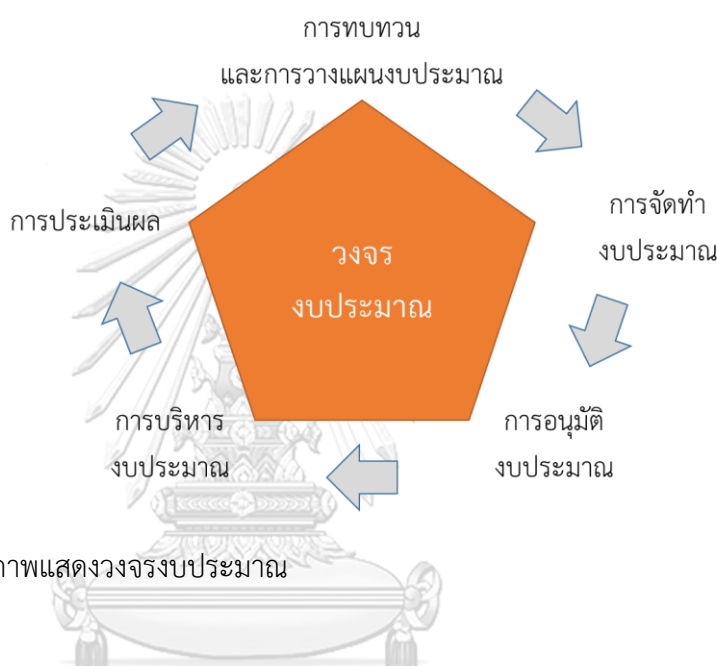 การทบทวน
และการวางแผนงบประมาณ
การจัดทำ
งบประมาณ
การประเมินผล
วงจร
งบประมาณ
การบริหาร
งบประมาณ
การอนุมัติ
งบประมาณ
ภาพแสดงวงจรงบประมาณ